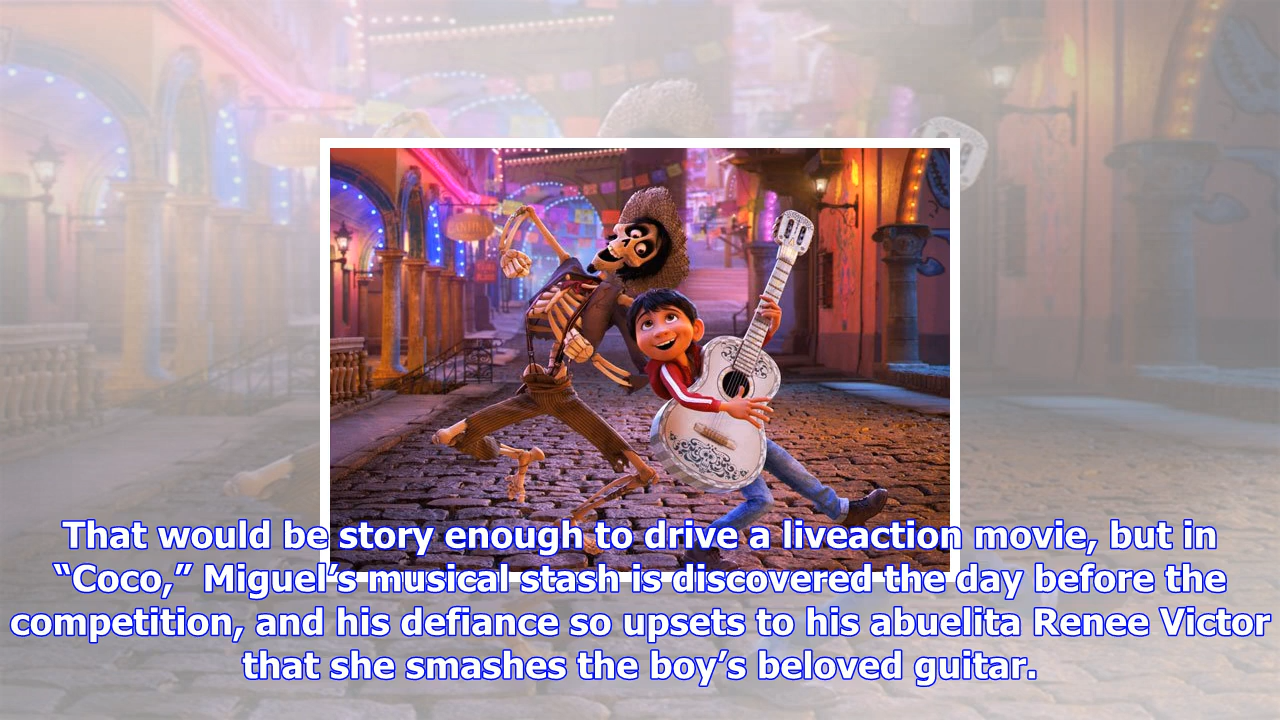 CANTINA
That would be story enough to drive a liveaction movie, but in
“Coco,” Miguel’s musical stash is discovered the day before the
competition, and his defiance so upsets to his abuelita Renee Victor
that she smashes the boy’s beloved guitar.